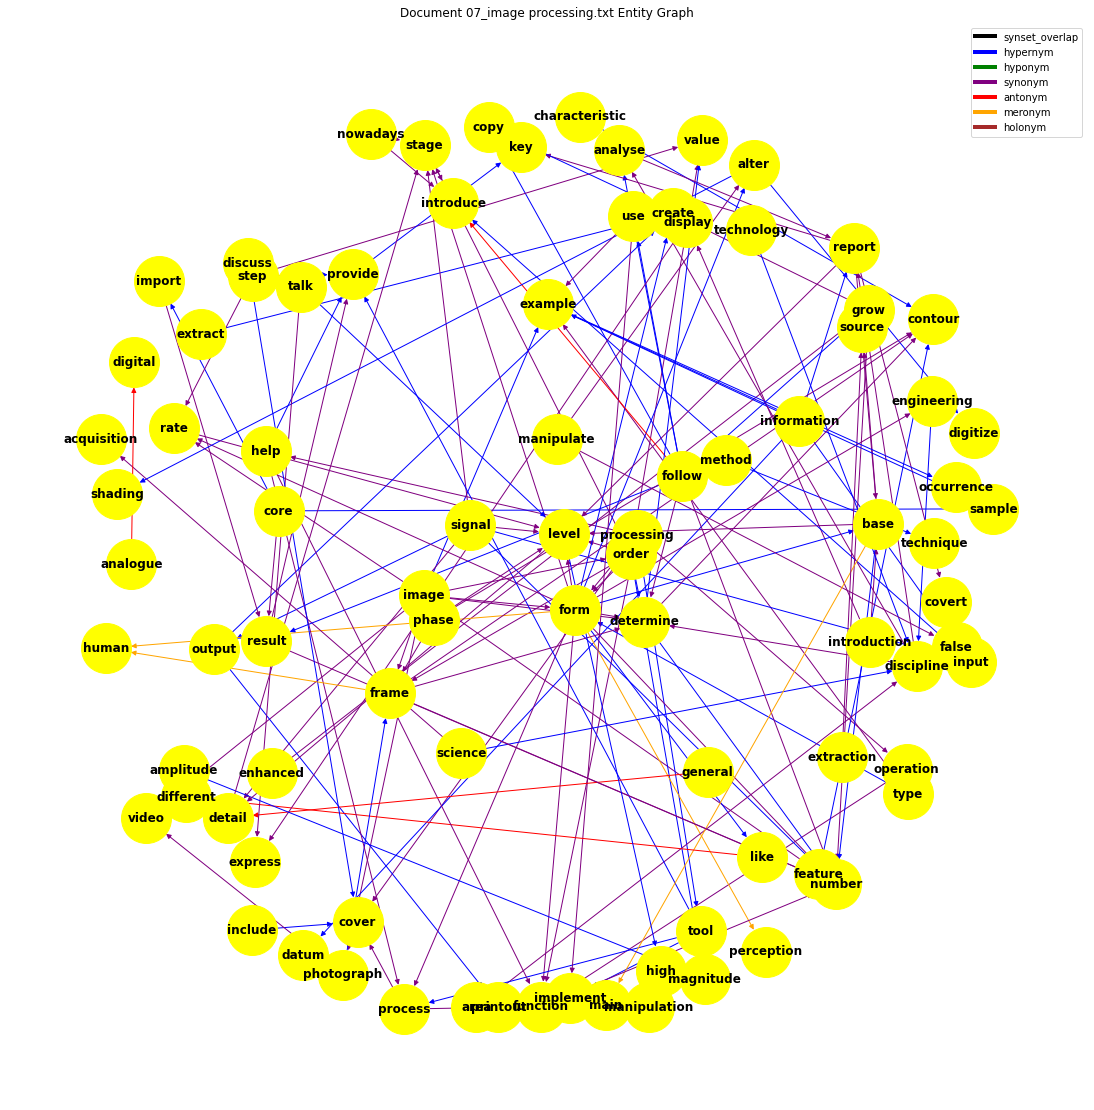 Document 07_image processing.txt Entity Graph
synset_overlap
hypernym
hyponym
synonym
antonym
meronym
holonym
characteristic
copy
nowadays
stage
key
analyse
value
alter
introduce
use
create
display
technology
report
discuss
step
import
talk
provide
extract
example
grow
source
contour
digital
engineering
information
digitize
acquisition
rate
manipulate
help
method
follow
occurrence
shading
core
sample
signal
level
processing
order
base
technique
analogue
image
phase
form
determine
covert
human
output
result
introduction
false
discipline
input
frame
science
general
extraction
operation
type
amplitude
enhanced
different
video
detail
express
like
feature
number
include
cover
tool
datum
photograph
perception
high
magnitude
process
area
printout
function
implement
main
manipulation